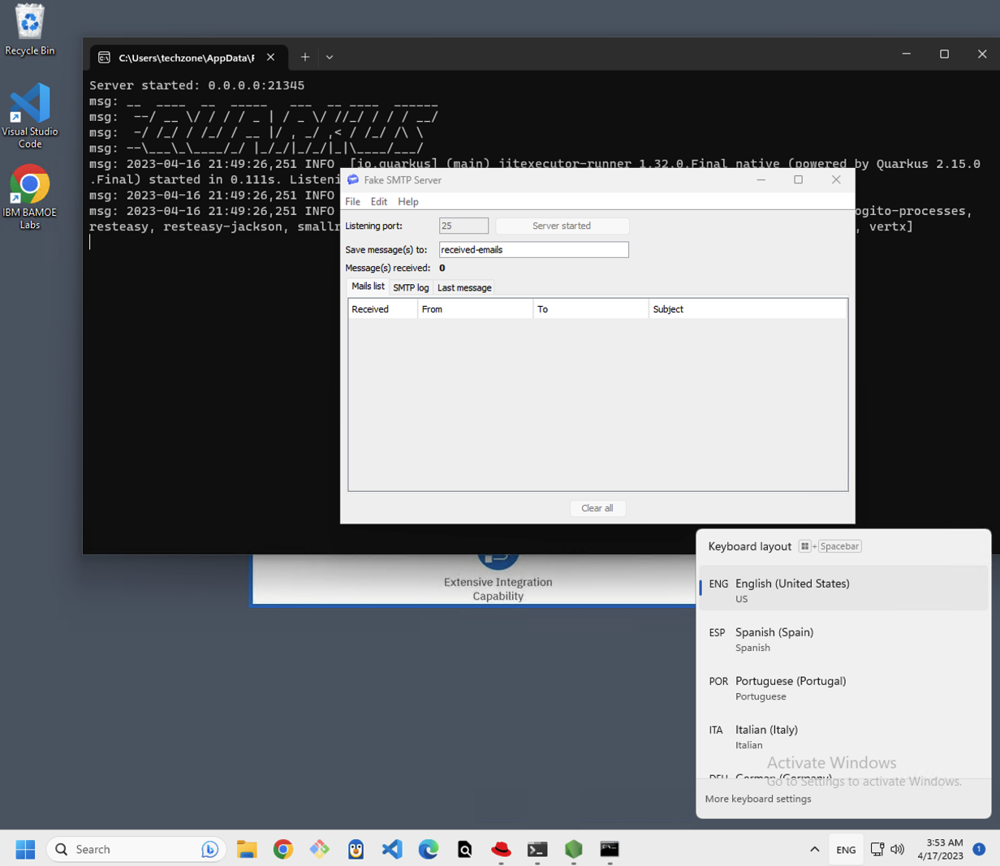 Recycle Bin
Visual Studio
Code
IBM BAMOE
Labs
C:\Users\techzone\AppData\F
Server started: 0.0.0.0:21345
msg: __  ____  __  _____   ___  __ ____  ______
msg:  --/ __ \/ / / / _ | / _ \/ //_/ / / / __/
msg:  -/ /_/ / /_/ / __ |/ , _/ ,< / /_/ /\ \
msg: --\___\_\____/_/ |_/_/|_/_/|_|\____/___/
msg: 2023-04-16 21:49:26,251 INFO  [io.quarkus] (main) jitexecutor-runner 1.32.0.Final native (powered by Quarkus 2.15.0
.Final) started in 0.111s. Listeni
msg: 2023-04-16 21:49:26,251 INFO
msg: 2023-04-16 21:49:26,251 INFO ogito-processes,
resteasy, resteasy-jackson, smallr , vertx]
Fake SMTP Server
File Edit Help
Listening port: 25 Server started
Save message(s) to: received-emails
Message(s) received: 0
Mails list SMTP log Last message
Received From To Subject
Clear all
Extensive Integration
Capability
Keyboard layout + Spacebar
ENG English (United States)
US
ESP Spanish (Spain)
Spanish
POR Portuguese (Portugal)
Portuguese
ITA Italian (Italy)
Italian
Activate Windows
DEU German (Germany)
Go to Settings to activate Windows.
More keyboard settings
Search
ENG
3:53 AM
4/17/2023
1